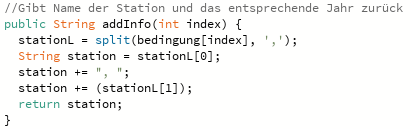 //Gibt Name der Station und das entsprechende Jahr zurück
public String addInfo(int index) {
  stationL = split(bedingung[index], ',');
  String station = stationL[0];
  station += ", ";
  station += (stationL[1]);
  return station;
}